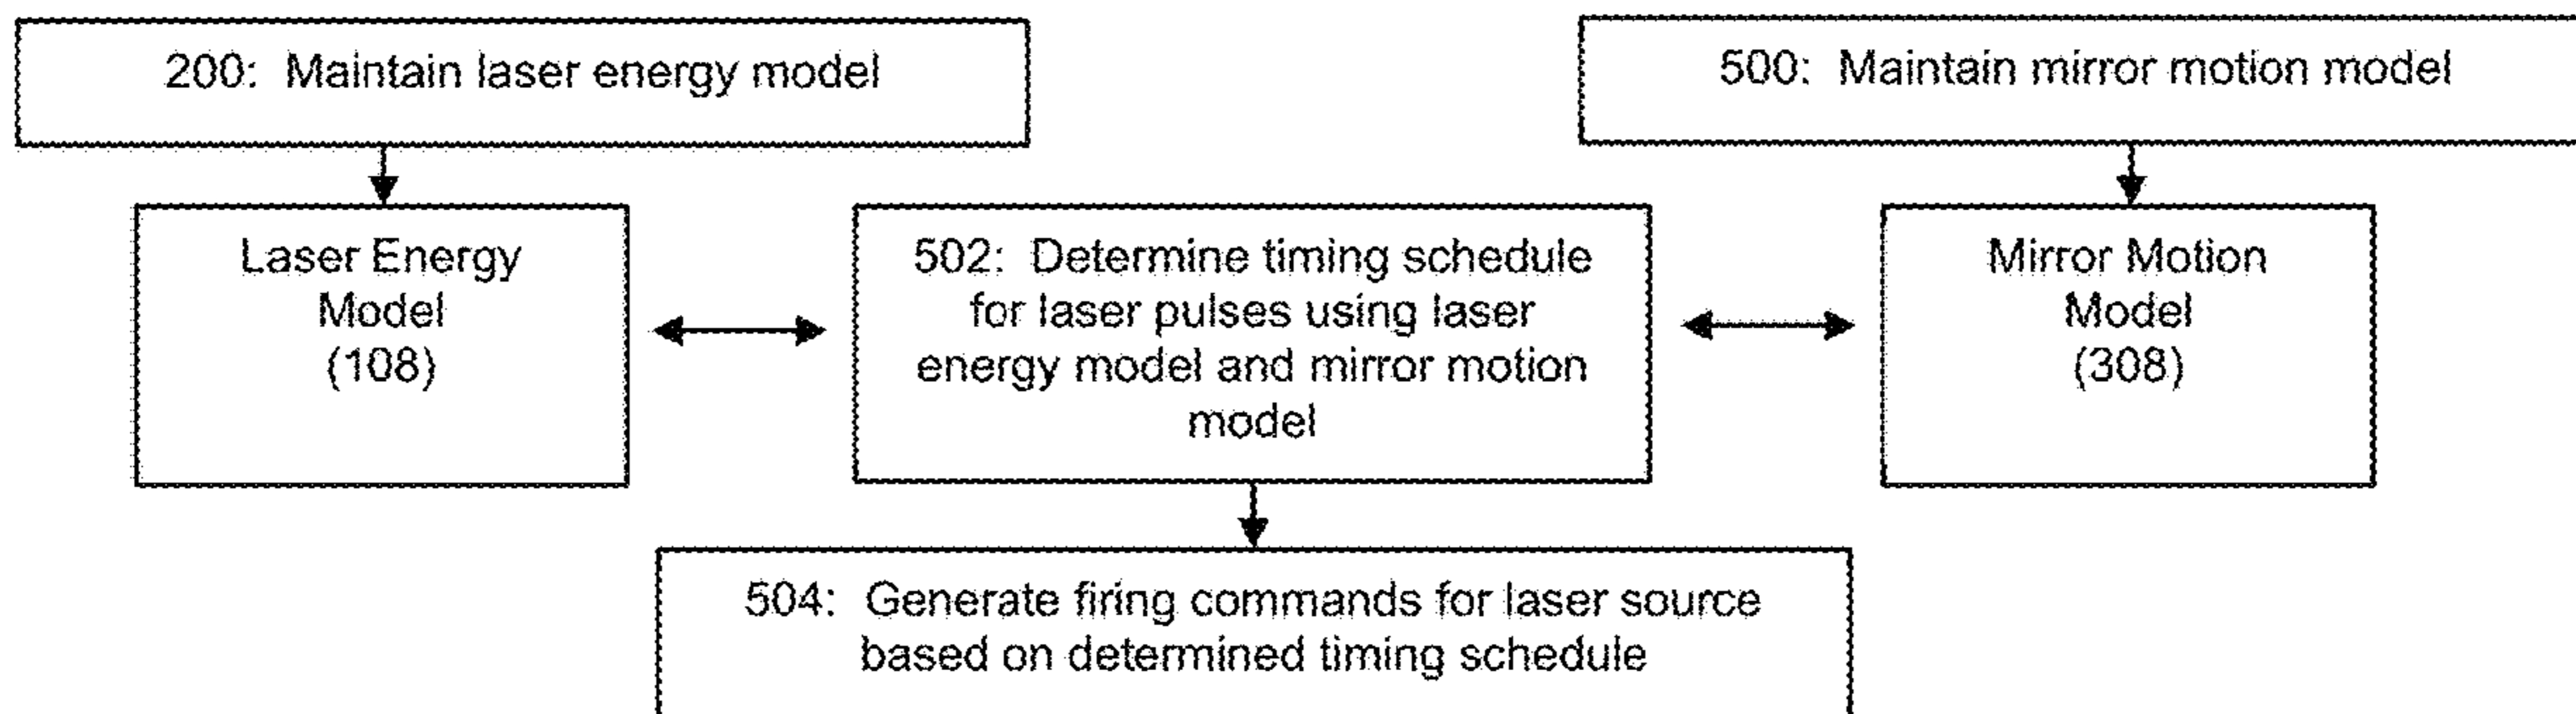 200: Maintain laser energy model
500: Maintain mirror motion model
Laser Energy
Model
(108)
502: Determine timing schedule
for laser pulses using laser
energy model and mirror motion
model
Mirror Motion
Model
(308)
504: Generate firing commands for laser source
based on determined timing schedule